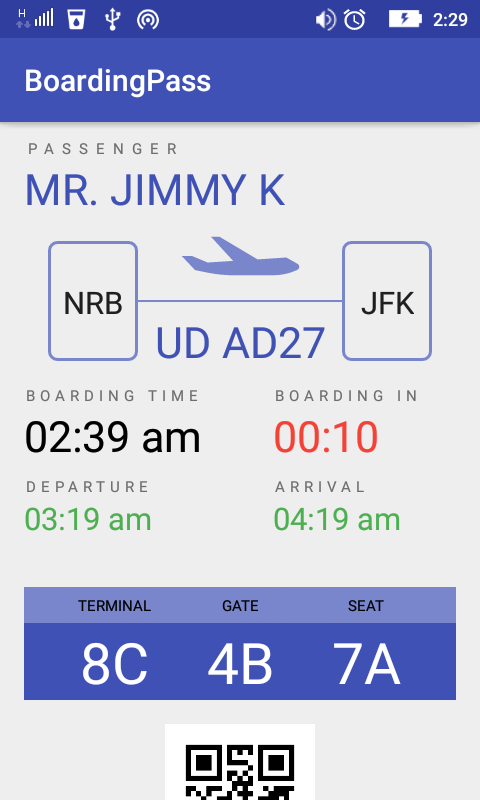 H 2:29
BoardingPass
PASSENGER
MR. JIMMY K
NRB JFK
UD AD27
BOARDING TIME BOARDING IN
02:39 am 00:10
DEPARTURE ARRIVAL
03:19 am 04:19 am
TERMINAL GATE SEAT
8C 4B 7A